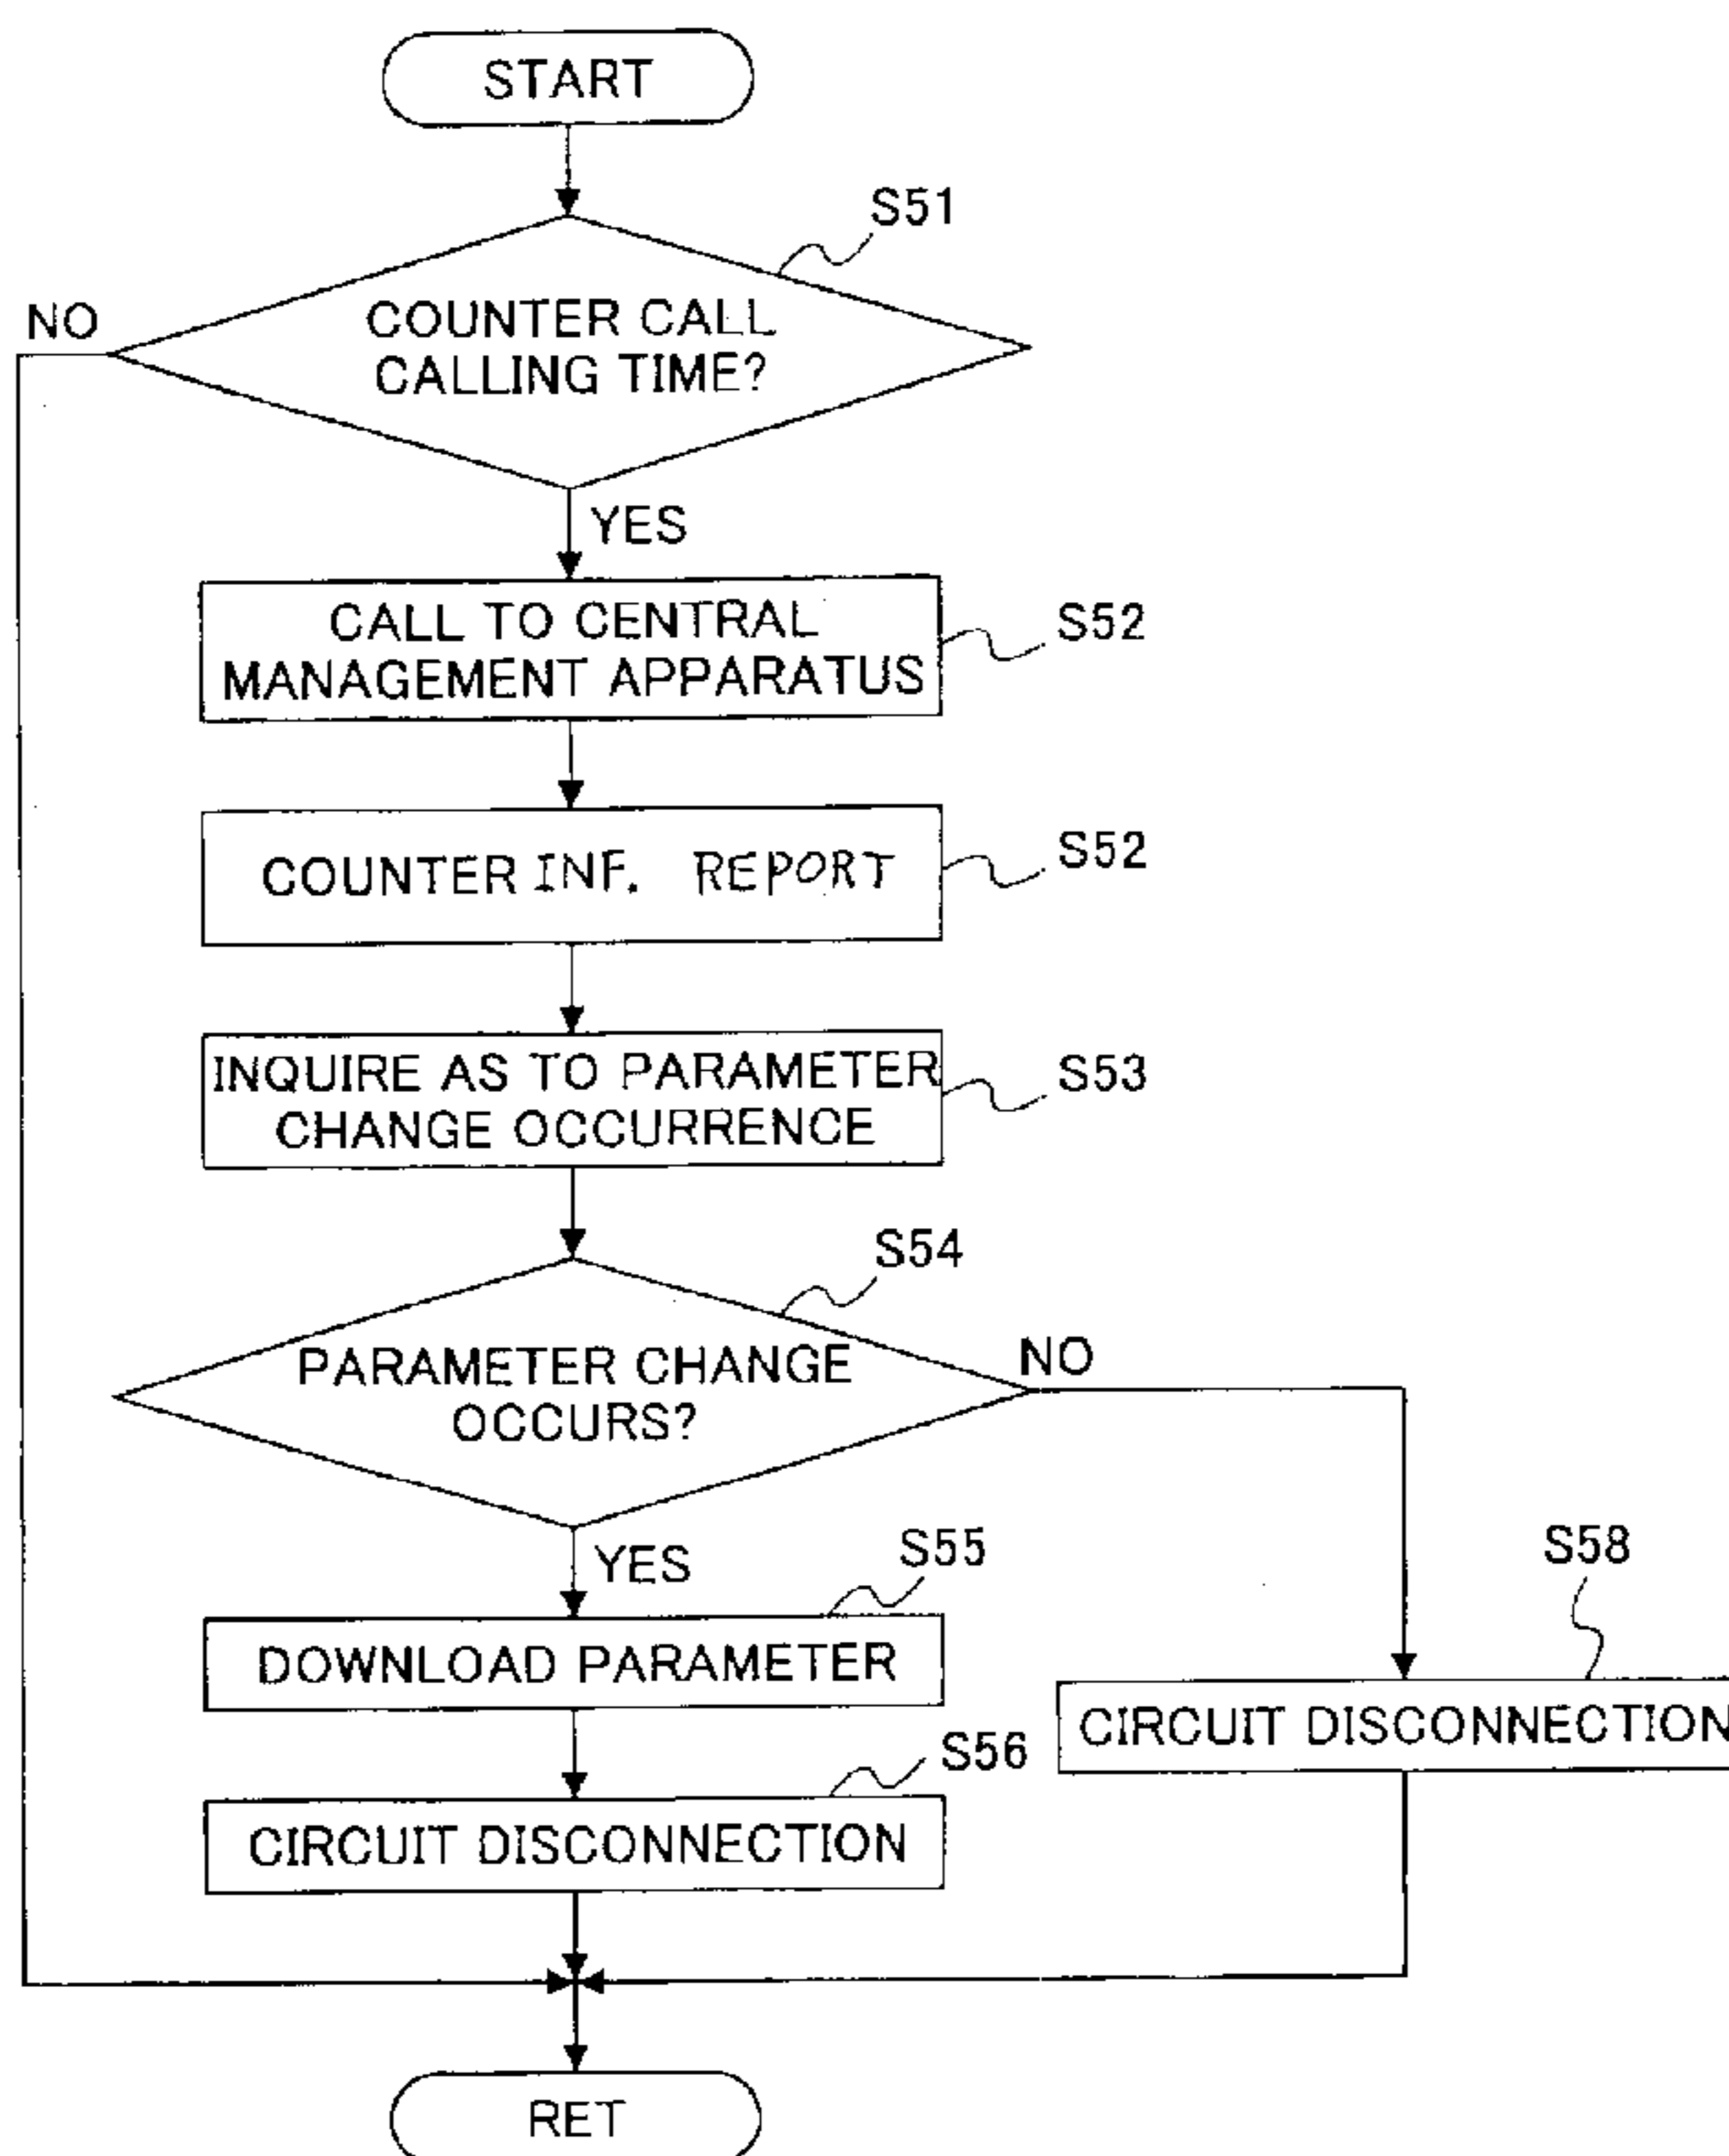 START
S51
NO
COUNTER CALL
CALLING TIME?
YES
CALL TO CENTRAL
MANAGEMENT APPARATUS
S52
COUNTER INF. REPORT
S52
INQUIRE AS TO PARAMETER
CHANGE OCCURRENCE
S53
S54
PARAMETER CHANGE
OCCURS?
NO
YES
S55
DOWNLOAD PARAMETER
S58
CIRCUIT DISCONNECTION
S56
CIRCUIT DISCONNECTION
RET